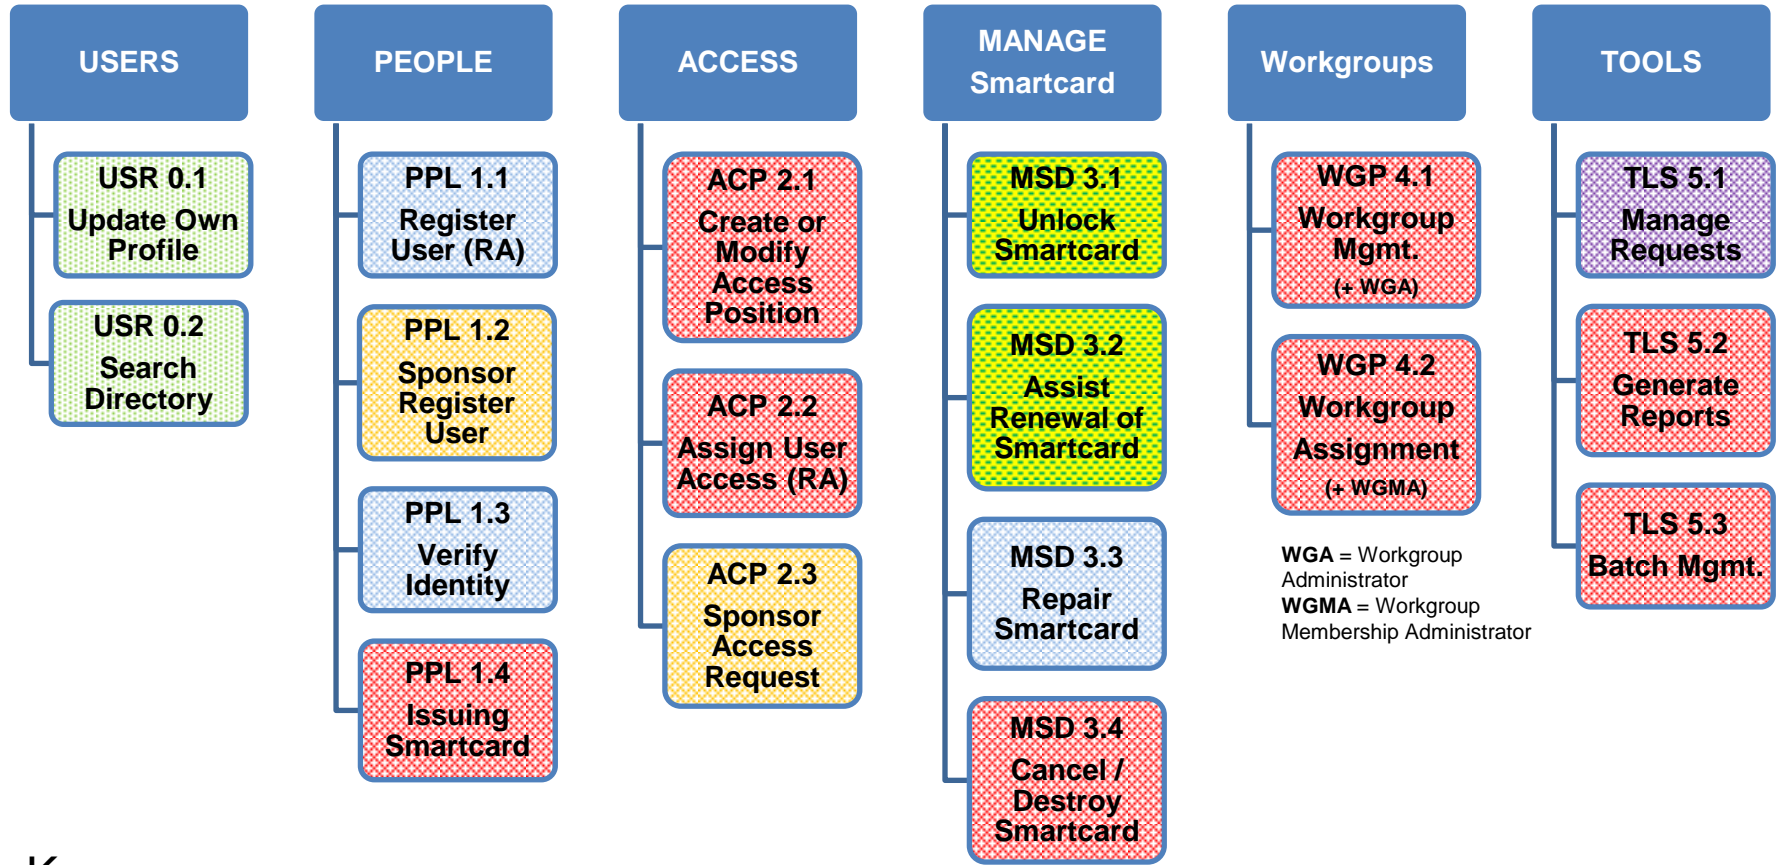 USERS
USR 0.1
Update Own
Profile
USR 0.2
Search
Directory
PEOPLE
PPL 1.1
Register
User (RA)
PPL 1.2
Sponsor
Register
User
PPL 1.3
Verify
Identity
PPL 1.4
Issuing
Smartcard
ACCESS
ACP 2.1
Create or
Modify
Access
Position
ACP 2.2
Assign User
Access (RA)
ACP 2.3
Sponsor
Access
Request
MANAGE
Smartcard
MSD 3.1
Unlock
Smartcard
MSD 3.2
Assist
Renewal of
Smartcard
MSD 3.3
Repair
Smartcard
MSD 3.4
Cancel /
Destroy
Smartcard
Workgroups
WGP 4.1
Workgroup
Mgmt.
(+ WGA)
WGP 4.2
Workgroup
Assignment
(+ WGMA)
WGA = Workgroup
Administrator
WGMA = Workgroup
Membership Administrator
TOOLS
TLS 5.1
Manage
Requests
TLS 5.2
Generate
Reports
TLS 5.3
Batch Mgmt.